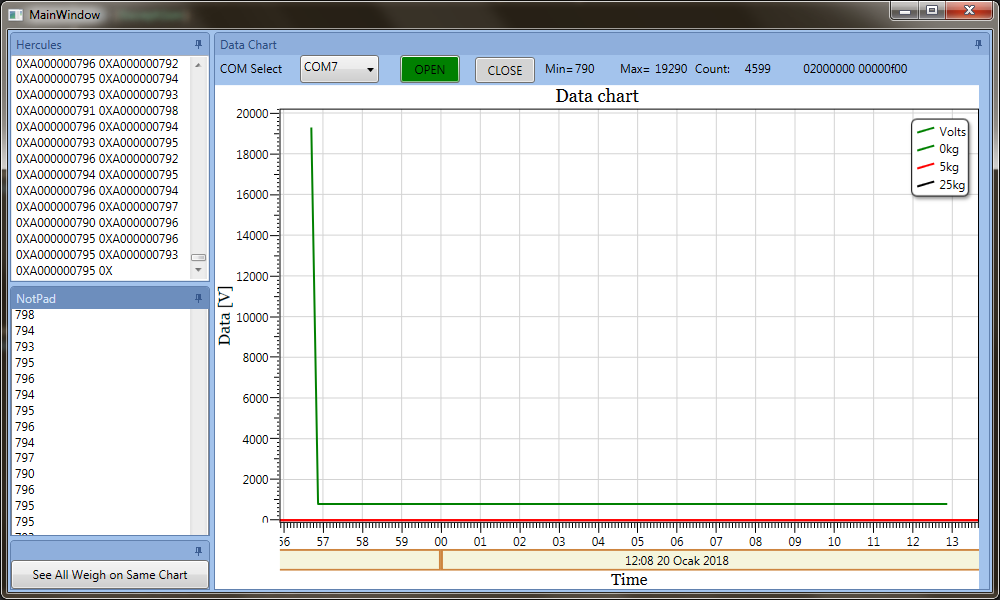 MainWindow
Hercules
0XA000000796 0XA000000792
0XA000000795 0XA000000794
0XA000000793 0XA000000793
0XA000000791 0XA000000798
0XA000000796 0XA000000794
0XA000000793 0XA000000795
0XA000000796 0XA000000792
0XA000000794 0XA000000795
0XA000000796 0XA000000794
0XA000000796 0XA000000797
0XA000000790 0XA000000796
0XA000000795 0XA000000796
0XA000000795 0XA000000793
0XA000000795 0X
NotPad
798
794
793
795
796
794
795
796
794
797
790
796
795
795
See All Weigh on Same Chart
Data Chart
COM Select COM7 OPEN CLOSE Min= 790 Max= 19290 Count: 4599 02000000 00000f00
Data chart
Volts
0kg
5kg
25kg
Data [V]
20000
18000
16000
14000
12000
10000
8000
6000
4000
2000
0
56 57 58 59 00 01 02 03 04 05 06 07 08 09 10 11 12 13
12:08 20 Ocak 2018
Time